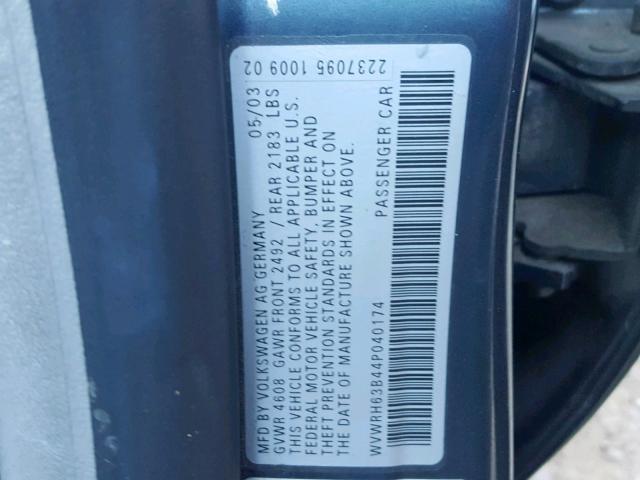 MFD BY VOLKSWAGEN AG GERMANY 05/03
GVWR 4608 GAWR FRONT 2492 / REAR 2183 LBS
THIS VEHICLE CONFORMS TO ALL APPLICABLE U.S.
FEDERAL MOTOR VEHICLE SAFETY, BUMPER AND
THEFT PREVENTION STANDARDS IN EFFECT ON
THE DATE OF MANUFACTURE SHOWN ABOVE.
WVWRH63B44P040174 PASSENGER CAR
2237095 1009 02